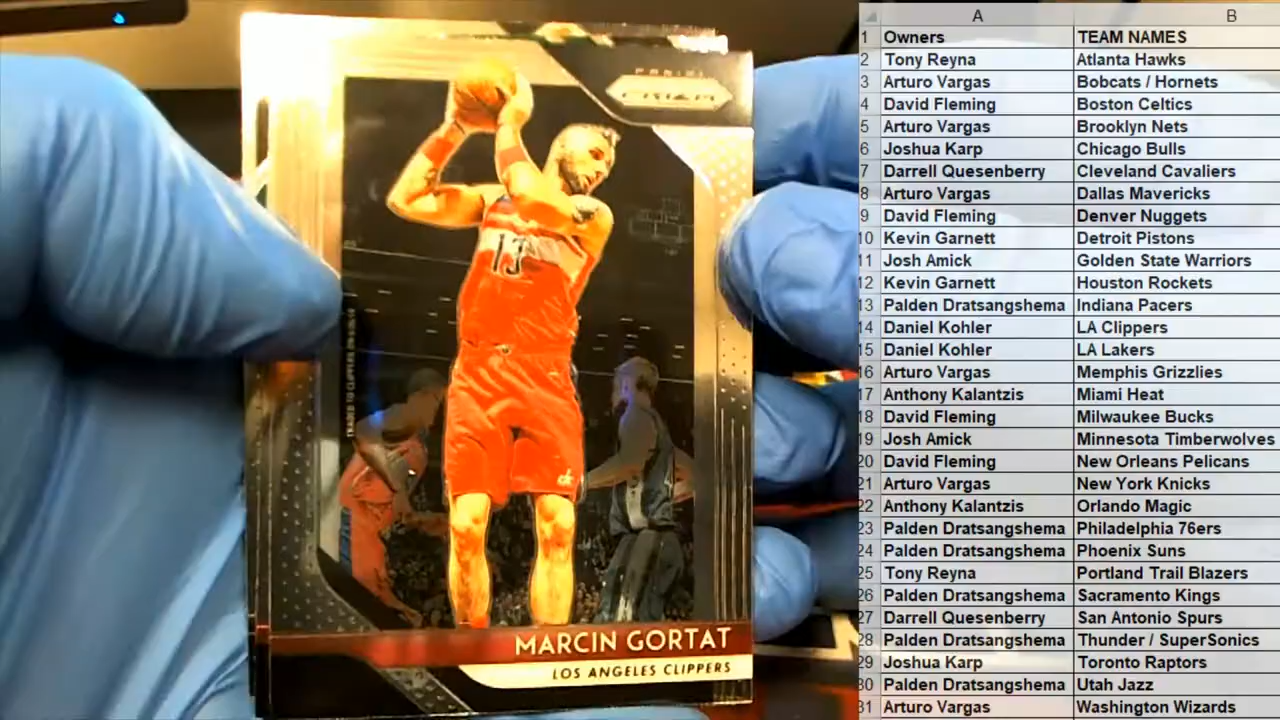 PANINI
PRIZM
13
TRADED TO CLIPPERS
MARCIN GORTAT
LOS ANGELES CLIPPERS
A B
1 Owners TEAM NAMES
2 Tony Reyna Atlanta Hawks
3 Arturo Vargas Bobcats / Hornets
4 David Fleming Boston Celtics
5 Arturo Vargas Brooklyn Nets
6 Joshua Karp Chicago Bulls
7 Darrell Quesenberry Cleveland Cavaliers
8 Arturo Vargas Dallas Mavericks
9 David Fleming Denver Nuggets
10 Kevin Garnett Detroit Pistons
11 Josh Amick Golden State Warriors
12 Kevin Garnett Houston Rockets
13 Palden Dratsangshema Indiana Pacers
14 Daniel Kohler LA Clippers
15 Daniel Kohler LA Lakers
16 Arturo Vargas Memphis Grizzlies
17 Anthony Kalantzis Miami Heat
18 David Fleming Milwaukee Bucks
19 Josh Amick Minnesota Timberwolves
20 David Fleming New Orleans Pelicans
21 Arturo Vargas New York Knicks
22 Anthony Kalantzis Orlando Magic
23 Palden Dratsangshema Philadelphia 76ers
24 Palden Dratsangshema Phoenix Suns
25 Tony Reyna Portland Trail Blazers
26 Palden Dratsangshema Sacramento Kings
27 Darrell Quesenberry San Antonio Spurs
28 Palden Dratsangshema Thunder / SuperSonics
29 Joshua Karp Toronto Raptors
30 Palden Dratsangshema Utah Jazz
31 Arturo Vargas Washington Wizards